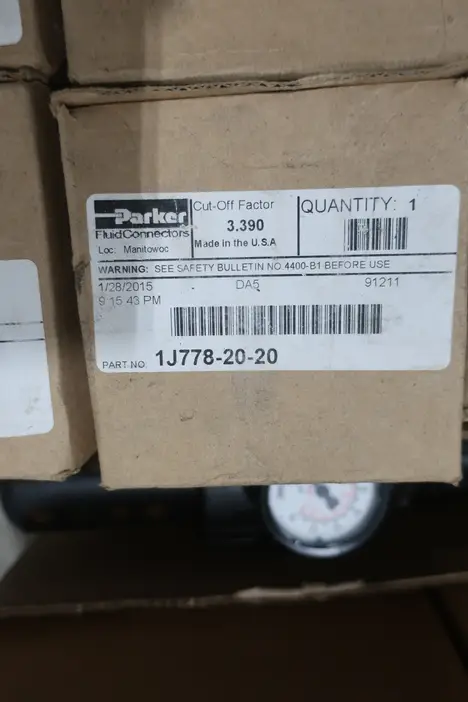 Parker
FluidConnectors
Loc: Manitowoc
Cut-Off Factor
3.390
Made in the U.S.A
QUANTITY: 1
WARNING: SEE SAFETY BULLETIN NO. 4400-B1 BEFORE USE
1/28/2015 DA5 91211
9:15:43 PM
PART NO: 1J778-20-20